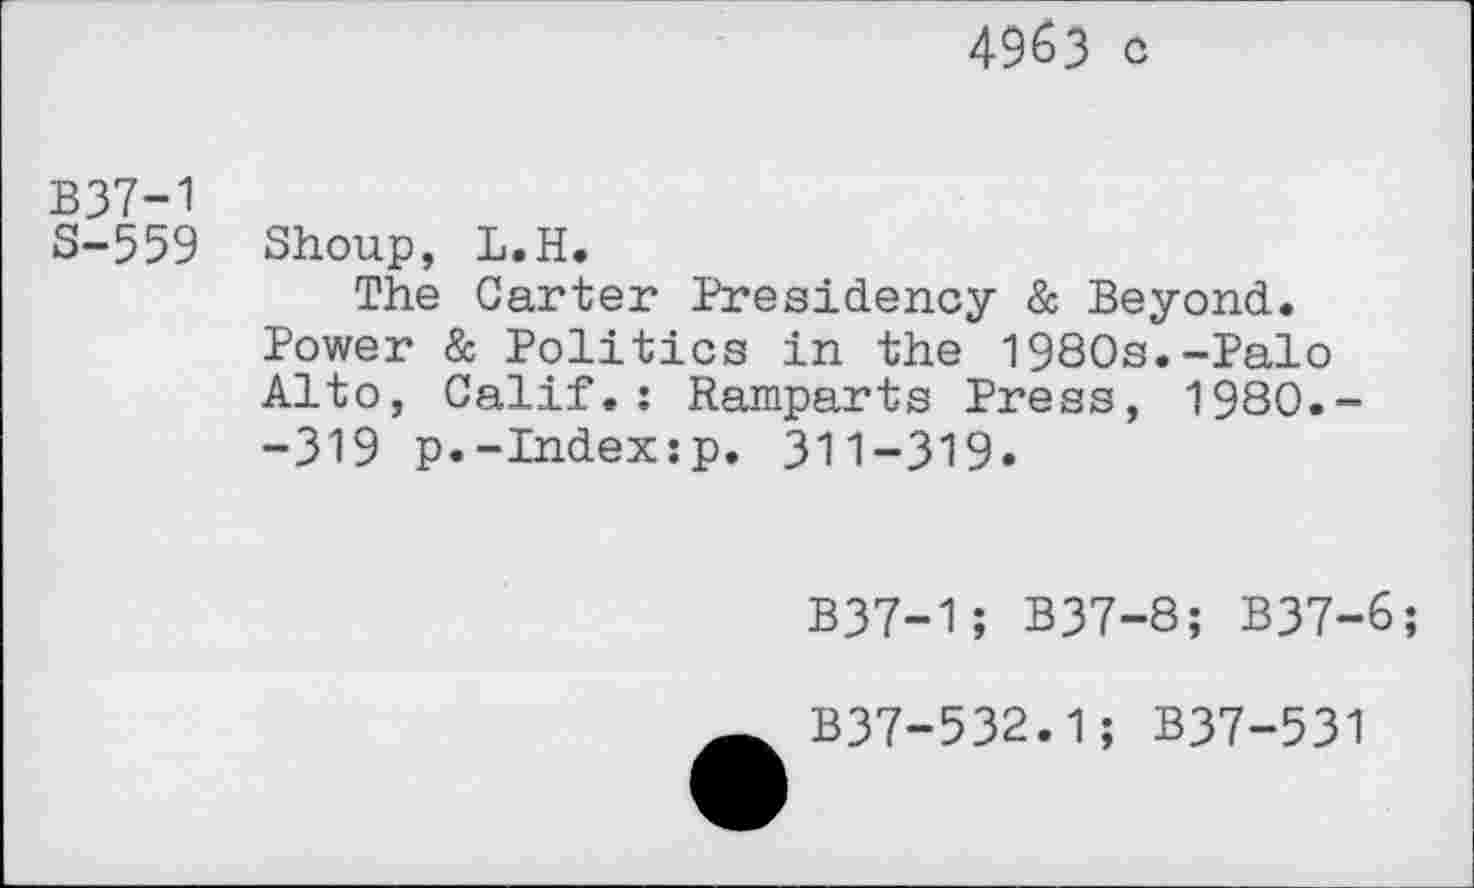 4963 c
B37-1
S-559 Shoup, L.H.
The Carter Presidency & Beyond.
Power & Politics in the 1980s.-Palo
Alto, Calif.: Ramparts Press, 1980.-
-319 p.-Index:p. 311-319.
B37-1; B37-8; B37-6;
B37-532.1; B37-531